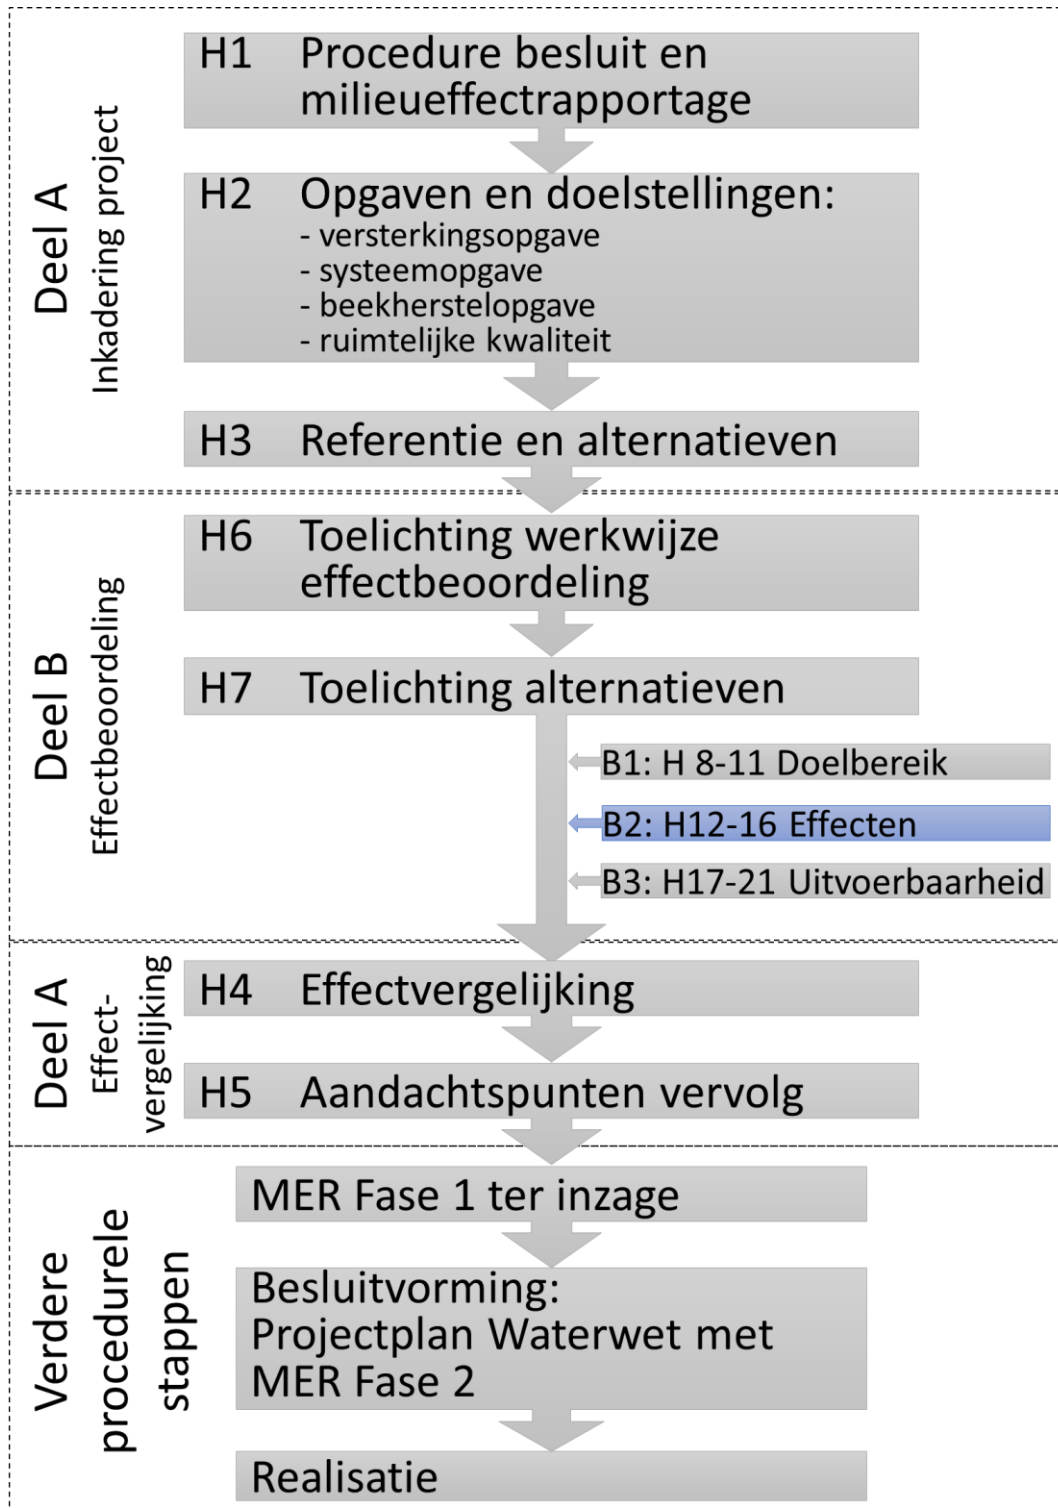 Deel A
Inkadering project
H1 Procedure besluit en
milieueffectrapportage
H2 Opgaven en doelstellingen:
- versterkingsopgave
- systeemopgave
- beekherstelopgave
- ruimtelijke kwaliteit
H3 Referentie en alternatieven
Deel B
Effectbeoordeling
H6 Toelichting werkwijze
effectbeoordeling
H7 Toelichting alternatieven
B1: H 8-11 Doelbereik
B2: H12-16 Effecten
B3: H17-21 Uitvoerbaarheid
Deel A
Effect-
vergelijking
H4 Effectvergelijking
H5 Aandachtspunten vervolg
Verdere
procedurele
stappen
MER Fase 1 ter inzage
Besluitvorming:
Projectplan Waterwet met
MER Fase 2
Realisatie